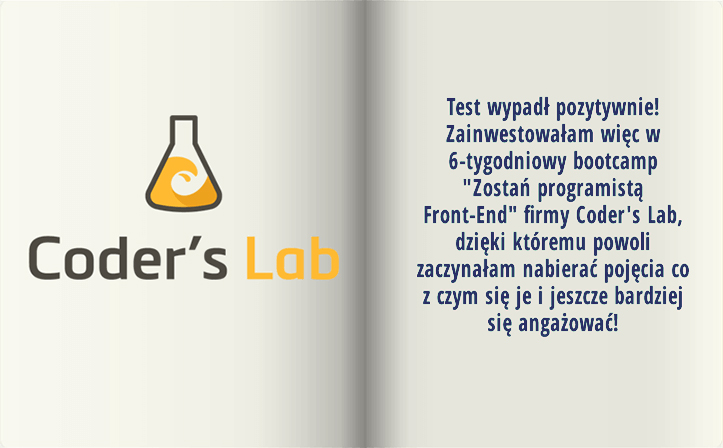 Coder's Lab
Test wypadł pozytywnie!
Zainwestowałam więc w
6-tygodniowy bootcamp
"Zostań programistą
Front-End" firmy Coder's Lab,
dzięki któremu powoli
zaczynałam nabierać pojęcia co
z czym się je i jeszcze bardziej
się angażować!